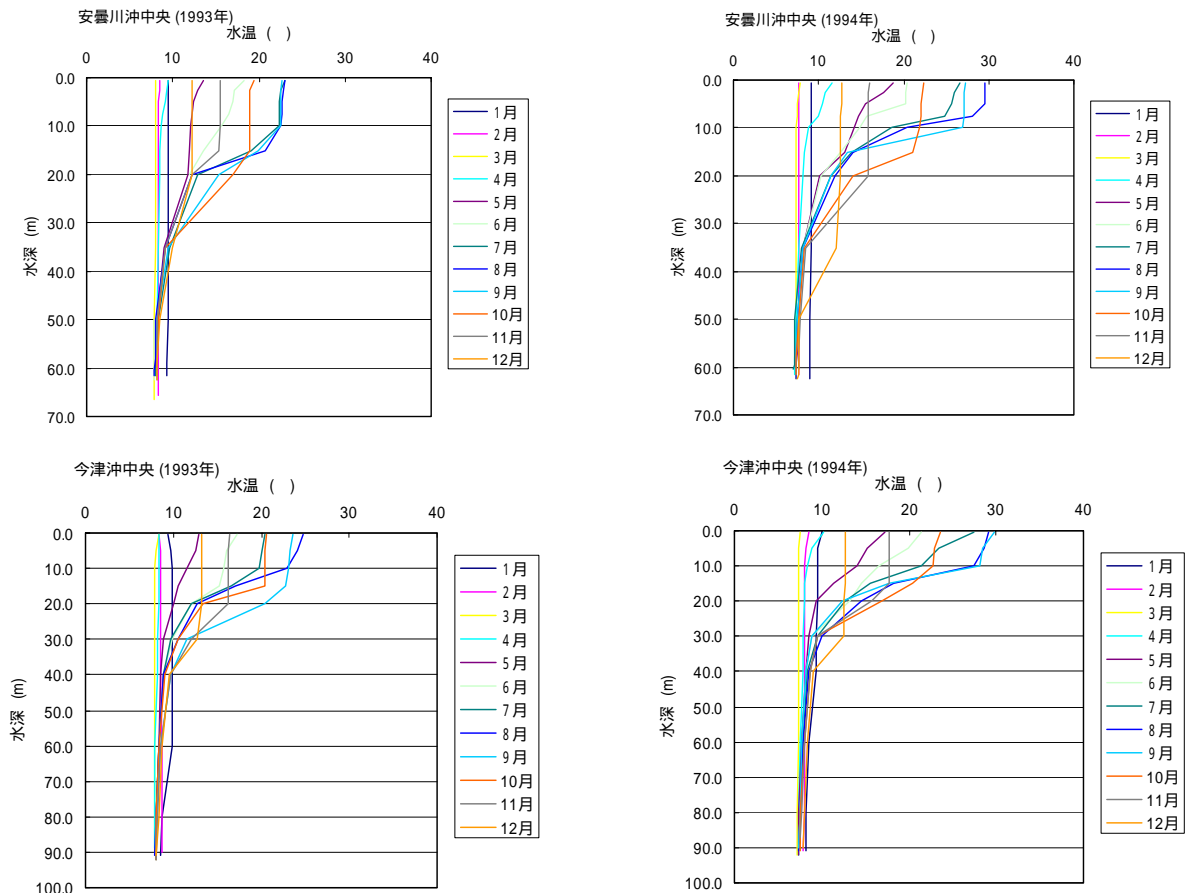 安曇川沖中央 (1993年)
水温 ( )
0 10 20 30 40
0.0
10.0
20.0
30.0
40.0
50.0
60.0
70.0
水深 (m)
1月
2月
3月
4月
5月
6月
7月
8月
9月
10月
11月
12月
安曇川沖中央 (1994年)
水温 ( )
0 10 20 30 40
0.0
10.0
20.0
30.0
40.0
50.0
60.0
70.0
水深 (m)
1月
2月
3月
4月
5月
6月
7月
8月
9月
10月
11月
12月
今津沖中央 (1993年)
水温 ( )
0 10 20 30 40
0.0
10.0
20.0
30.0
40.0
50.0
60.0
70.0
80.0
90.0
100.0
水深 (m)
1月
2月
3月
4月
5月
6月
7月
8月
9月
10月
11月
12月
今津沖中央 (1994年)
水温 ( )
0 10 20 30 40
0.0
10.0
20.0
30.0
40.0
50.0
60.0
70.0
80.0
90.0
100.0
水深 (m)
1月
2月
3月
4月
5月
6月
7月
8月
9月
10月
11月
12月